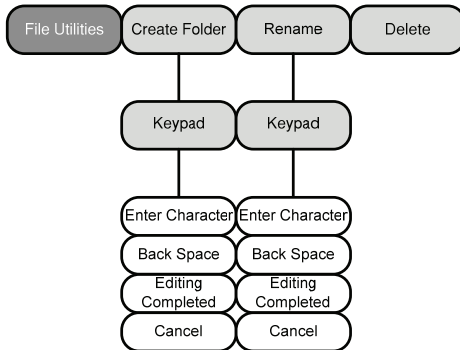 File Utilities
Create Folder
Rename
Delete
Keypad
Keypad
Enter Character
Enter Character
Back Space
Back Space
Editing
Completed
Editing
Completed
Cancel
Cancel